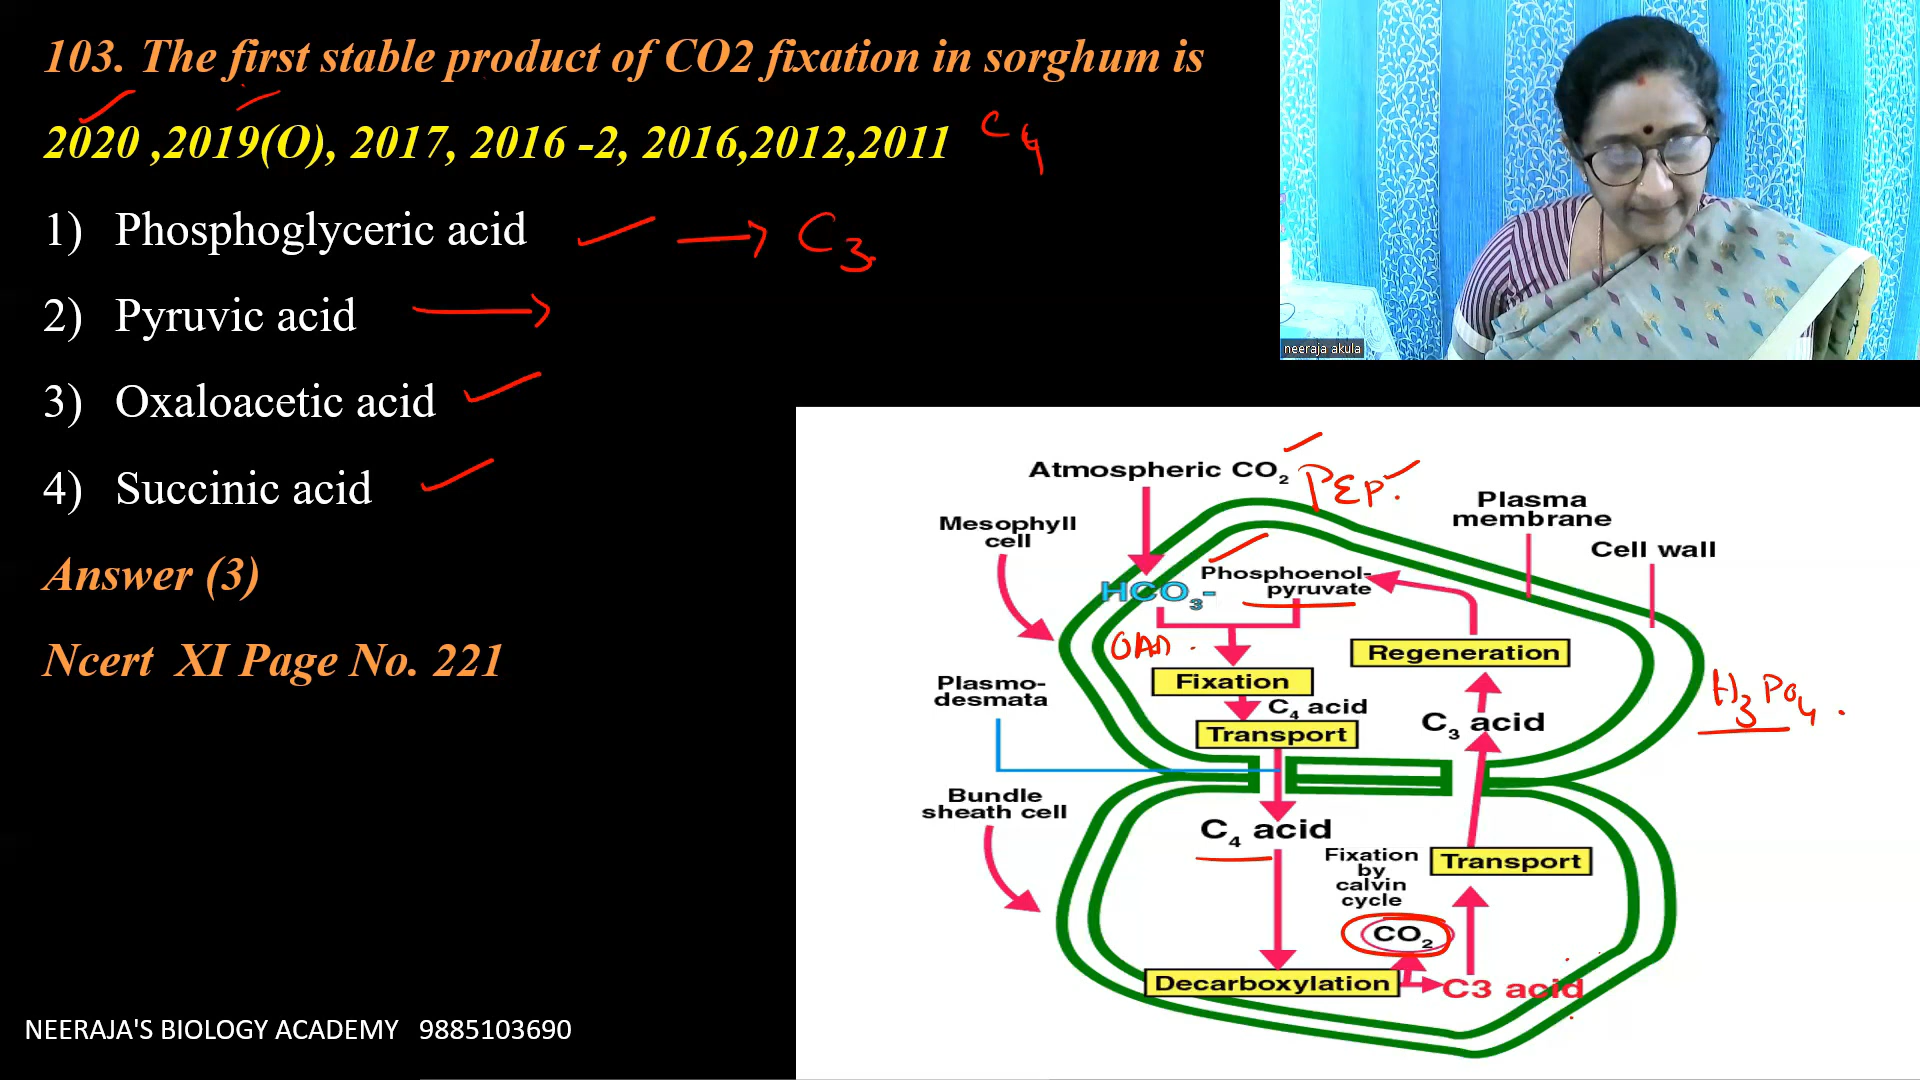 103. The first stable product of CO2 fixation in sorghum is
2020 ,2019(O), 2017, 2016 -2, 2016,2012,2011
C4
1) Phosphoglyceric acid
C3
2) Pyruvic acid
3) Oxaloacetic acid
4) Succinic acid
Answer (3)
Ncert XI Page No. 221
NEERAJA'S BIOLOGY ACADEMY 9885103690
neeraja akula
Atmospheric CO2
PEP.
Plasma
membrane
Mesophyll
cell
Cell wall
Phosphoenol-
pyruvate
HCO3-
OAA
Regeneration
Fixation
Plasmo-
desmata
C4 acid
C3 acid
H3PO4
Transport
Bundle
sheath cell
C4 acid
Fixation
by
calvin
cycle
Transport
CO2
Decarboxylation
C3 acid